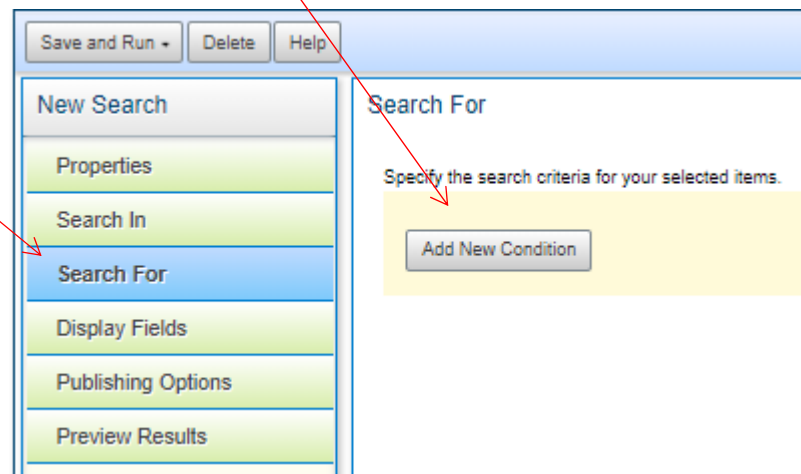 Save and Run Delete Help
New Search
Properties
Search In
Search For
Display Fields
Publishing Options
Preview Results
Search For
Specify the search criteria for your selected items.
Add New Condition